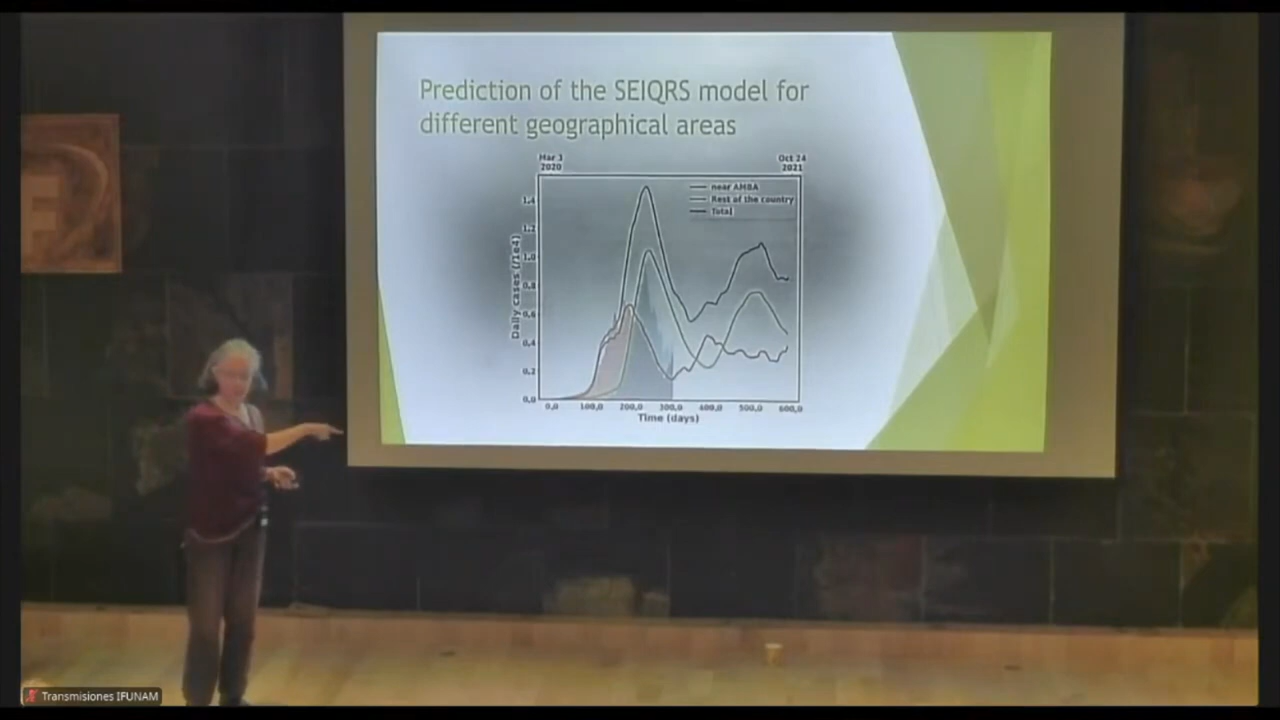 Prediction of the SEIQRS model for
different geographical areas
Mar 3
2020
Oct 24
2021
near AMBA
Rest of the country
Total
1.4
1.2
1.0
0.8
0.6
0.4
0.2
0.0
Daily cases (/1e4)
0.0 100.0 200.0 300.0 400.0 500.0 600.0
Time (days)
Transmisiones IFUNAM